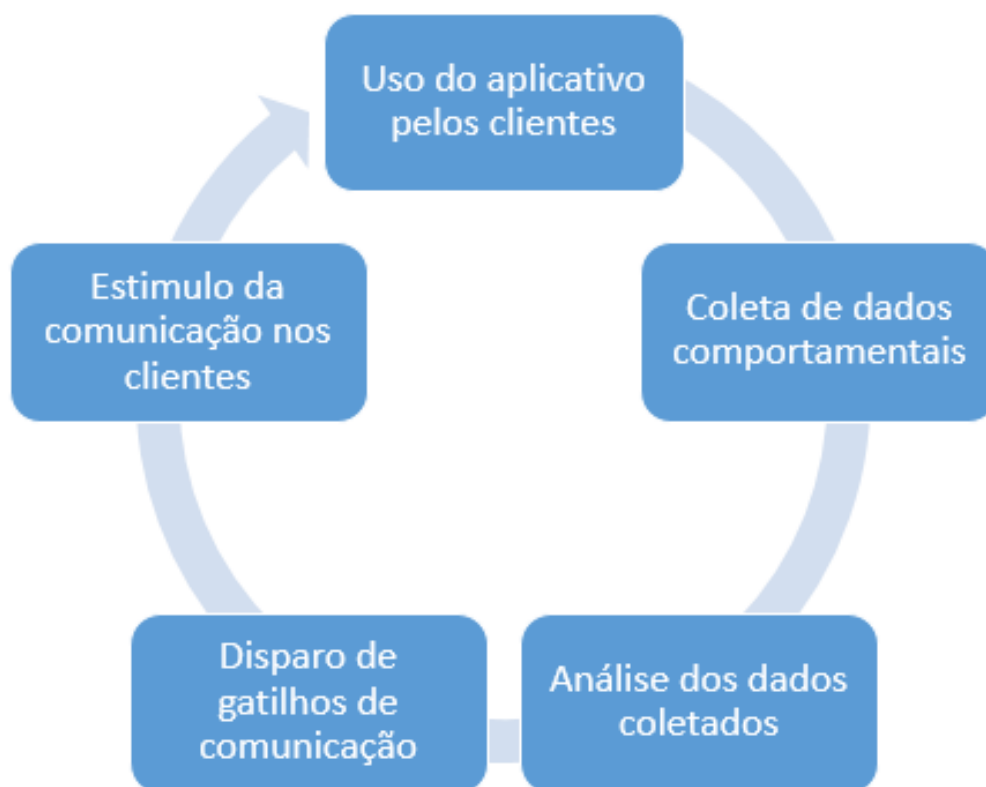 Uso do aplicativo
pelos clientes
Coleta de dados
comportamentais
Análise dos dados
coletados
Disparo de
gatilhos de
comunicação
Estimulo da
comunicação nos
clientes